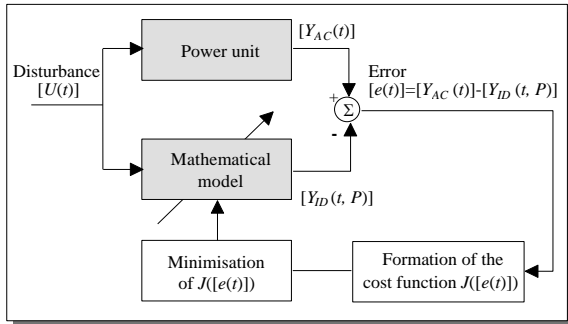 Power unit
[Y_AC(t)]
Disturbance
[U(t)]
Error
[e(t)]=[Y_AC (t)]-[Y_ID (t, P)]
+
Σ
-
Mathematical
model
[Y_ID(t, P)]
Minimisation
of J([e(t)])
Formation of the
cost function J([e(t)])